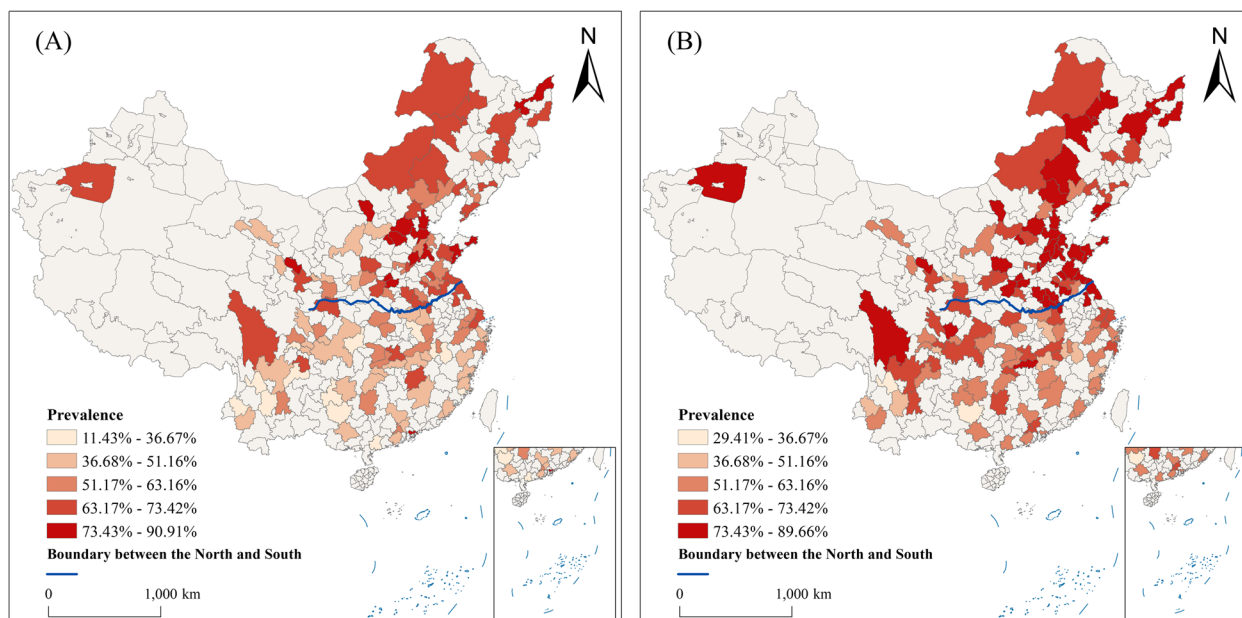 (A)
N
Prevalence
11.43% - 36.67%
36.68% - 51.16%
51.17% - 63.16%
63.17% - 73.42%
73.43% - 90.91%
Boundary between the North and South
0 1,000 km
(B)
N
Prevalence
29.41% - 36.67%
36.68% - 51.16%
51.17% - 63.16%
63.17% - 73.42%
73.43% - 89.66%
Boundary between the North and South
0 1,000 km